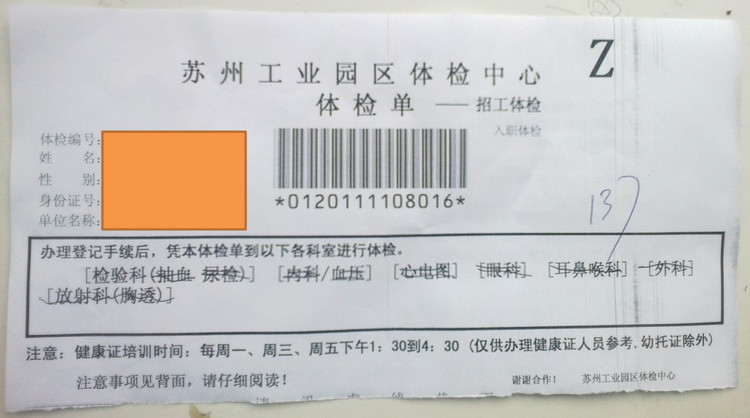 苏州工业园区体检中心
Z
体检单 —— 招工体检
入职体检
体检编号:
姓 名:
性 别:
身份证号:
单位名称:
*0120111108016*
137
办理登记手续后，凭本体检单到以下各科室进行体检。
[检验科(抽血 尿检)] [内科/血压] [心电图] [眼科] [耳鼻喉科] [外科]
[放射科(胸透)]
注意：健康证培训时间：每周一、周三、周五下午1：30到4：30 (仅供办理健康证人员参考,幼托证除外)
注意事项见背面，请仔细阅读！
谢谢合作！ 苏州工业园区体检中心